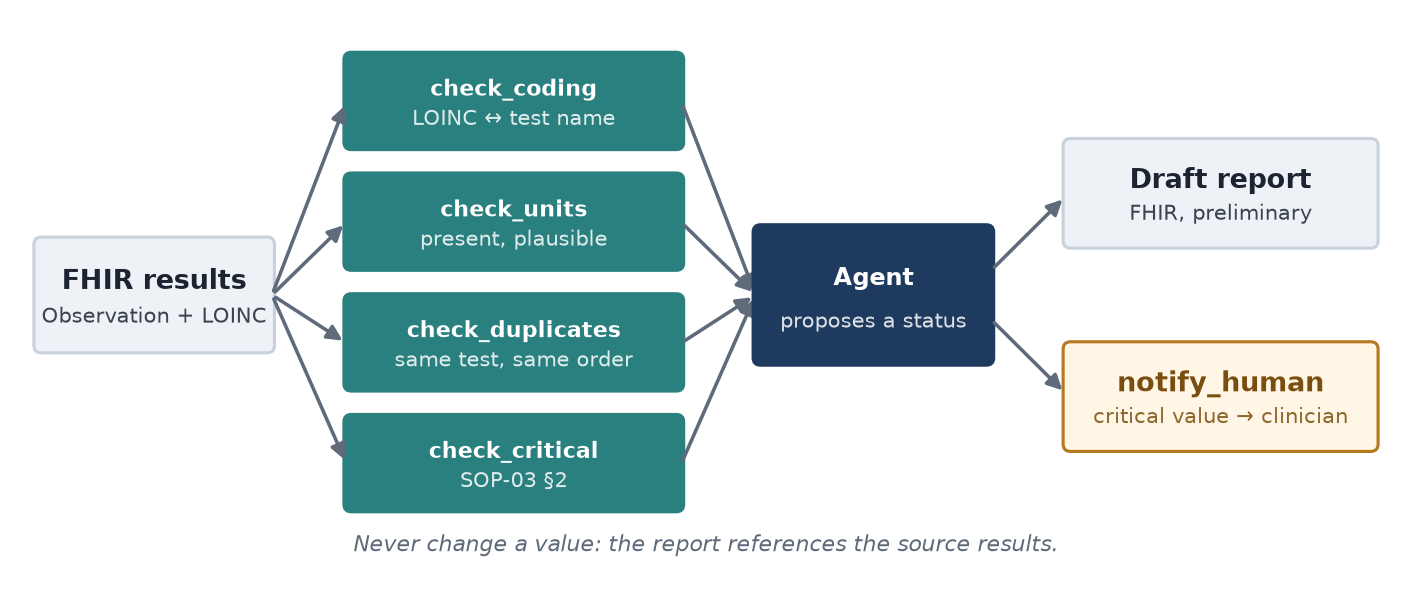 FHIR results
Observation + LOINC
check_coding
LOINC ↔ test name
check_units
present, plausible
check_duplicates
same test, same order
check_critical
SOP-03 §2
Agent
proposes a status
Draft report
FHIR, preliminary
notify_human
critical value → clinician
Never change a value: the report references the source results.